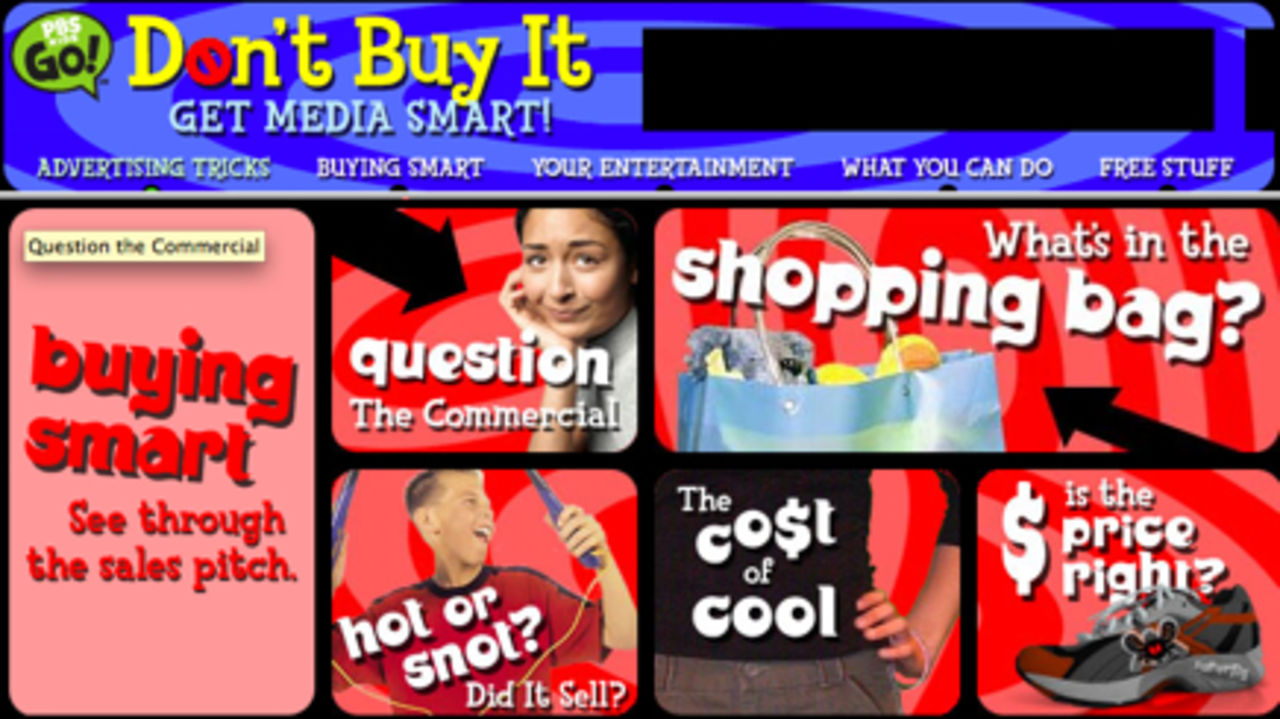 PBS
KIDS
GO!
Don't Buy It
GET MEDIA SMART!
ADVERTISING TRICKS BUYING SMART YOUR ENTERTAINMENT WHAT YOU CAN DO FREE STUFF
Question the Commercial
buying
smart
See through
the sales pitch.
question
The Commercial
What's in the
shopping bag?
hot or
snot?
Did It Sell?
The
co$t
of
cool
$ is the
price
right?